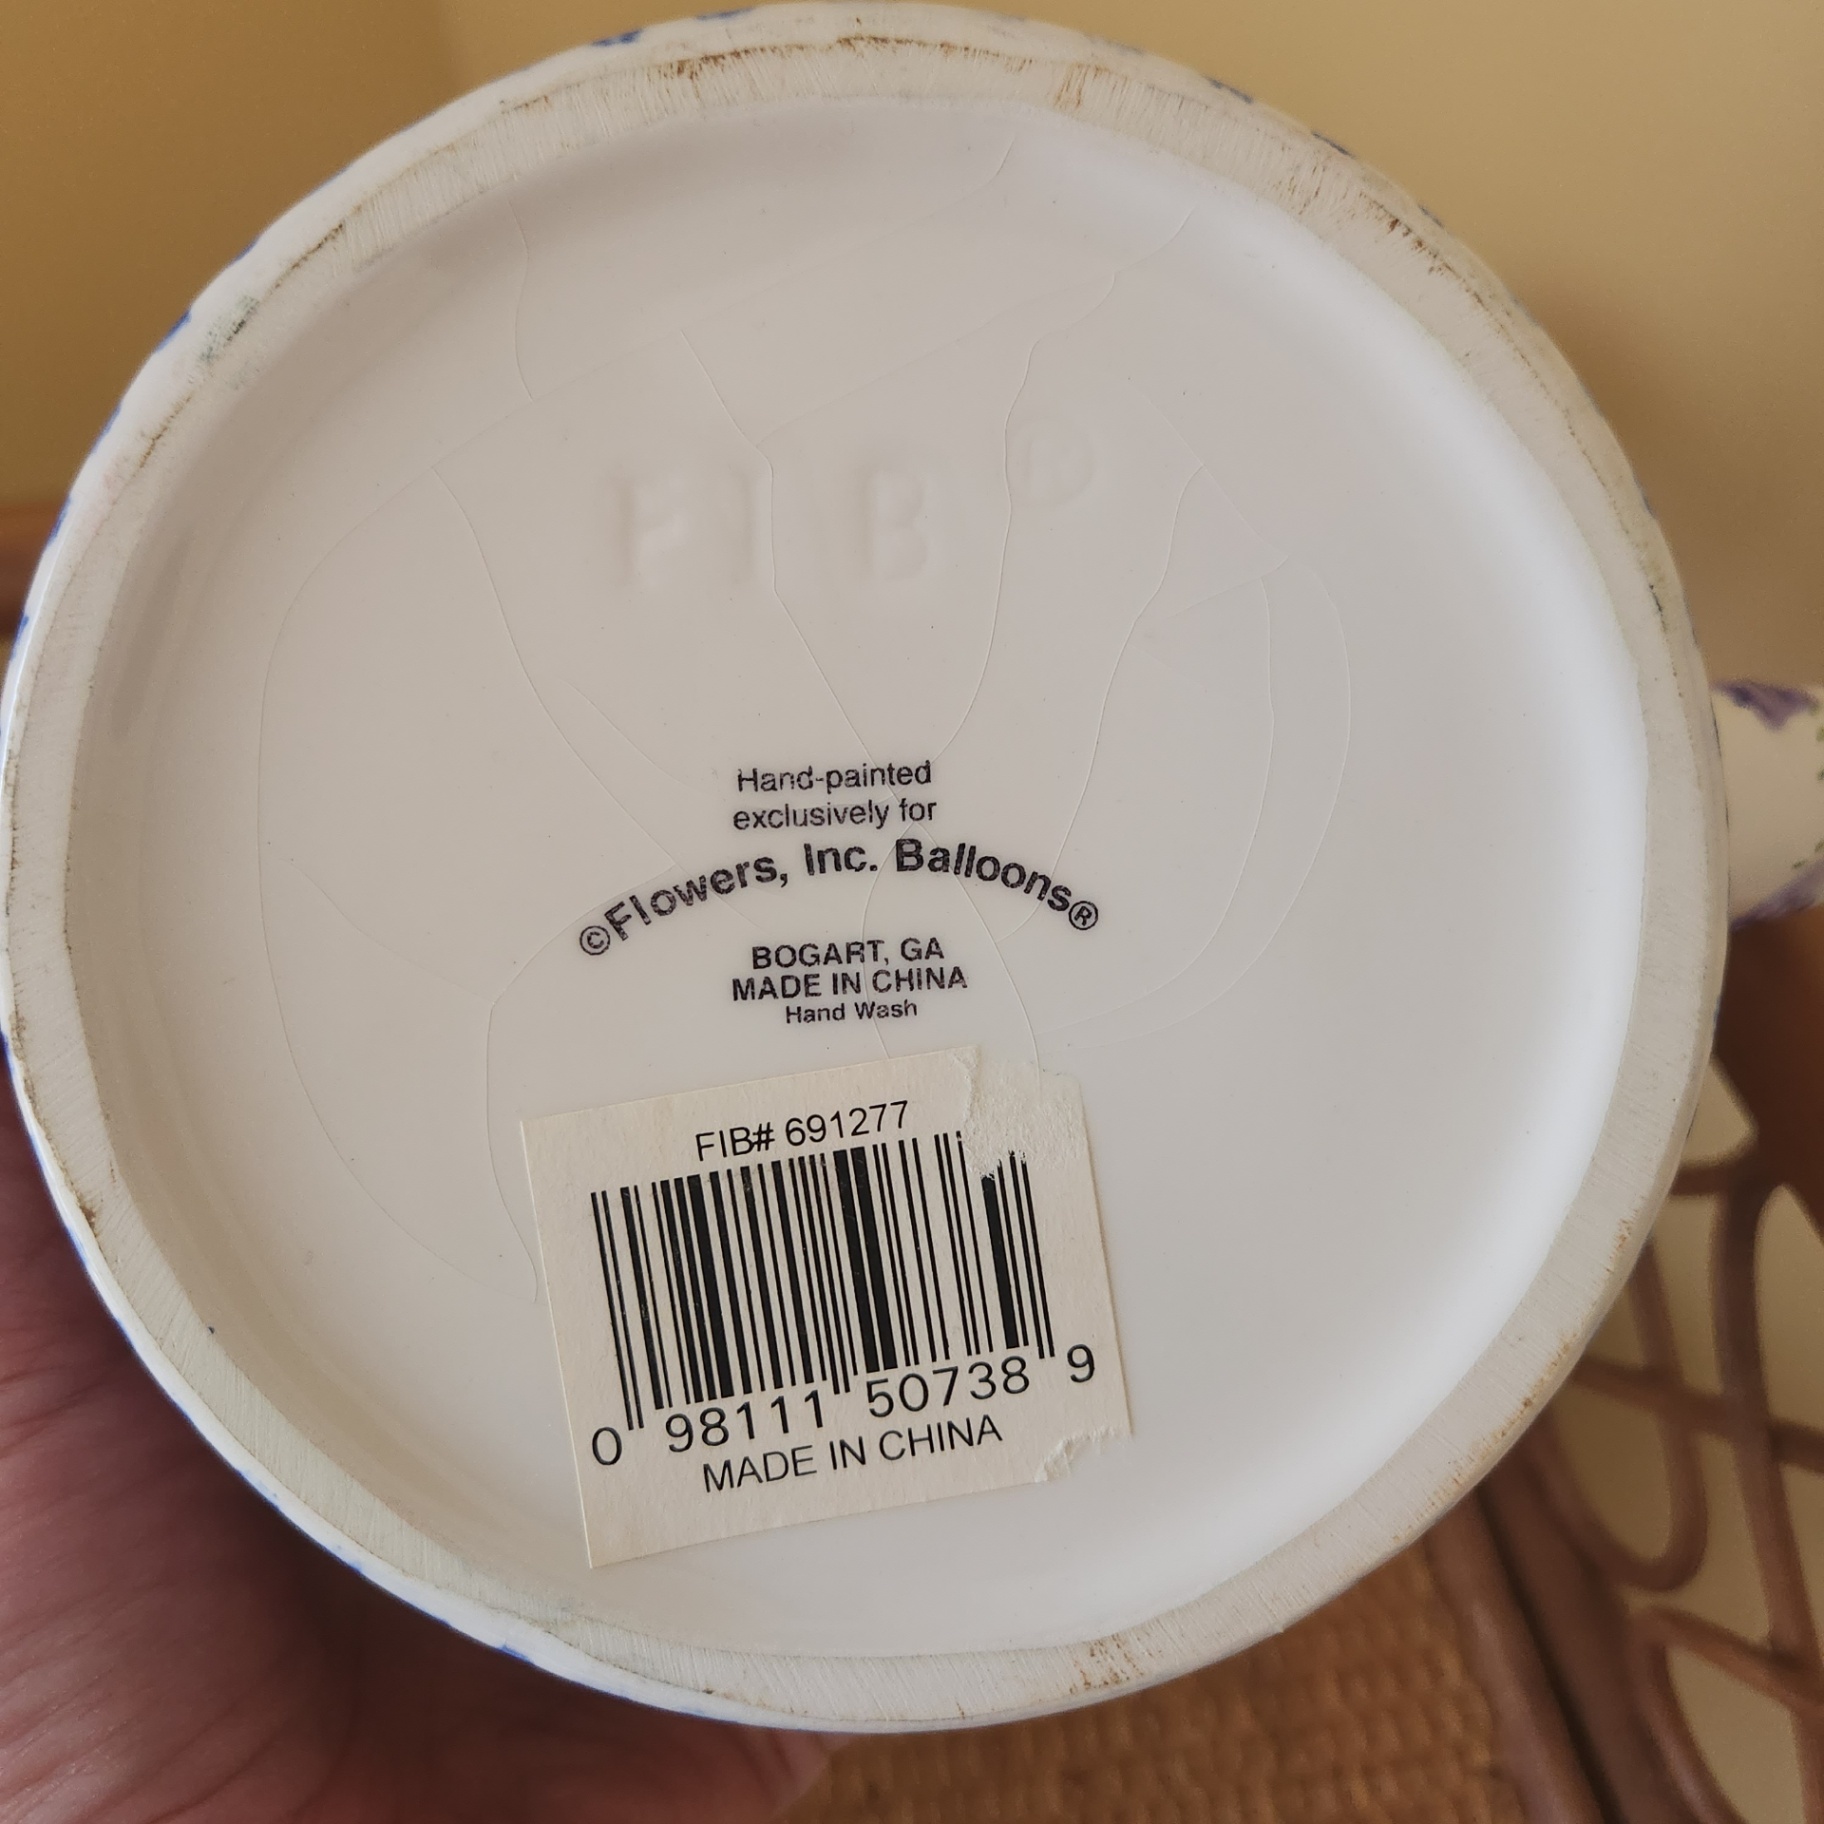 FIB®
Hand-painted
exclusively for
©Flowers, Inc. Balloons®
BOGART, GA
MADE IN CHINA
Hand Wash
FIB# 691277
0 98111 50738 9
MADE IN CHINA